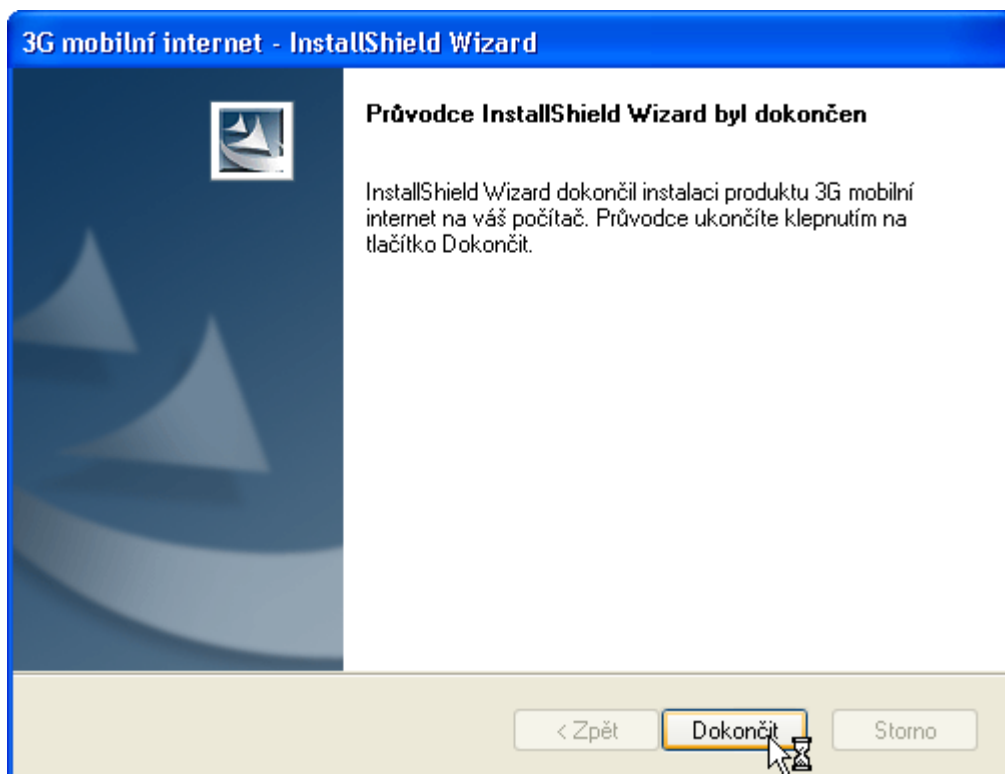 3G mobilní internet - InstallShield Wizard
Průvodce InstallShield Wizard byl dokončen
InstallShield Wizard dokončil instalaci produktu 3G mobilní
internet na váš počítač. Průvodce ukončíte klepnutím na
tlačítko Dokončit.
< Zpět
Dokončit
Storno